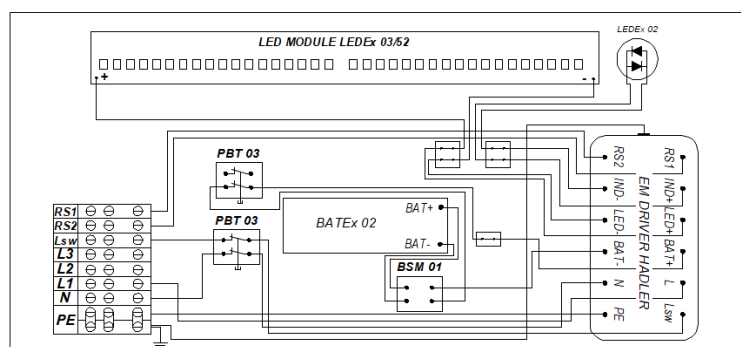 LED MODULE LEDEx 03/52
LEDEx 02
+
-
PBT 03
RS2
RS1
IND-
IND+
LED-
LED+
BAT-
BAT+
N
L
PE
Lsw
EM DRIVER HADLER
RS1
RS2
Lsw
L3
L2
L1
N
PE
PBT 03
BATEx 02
BAT+
BAT-
BSM 01